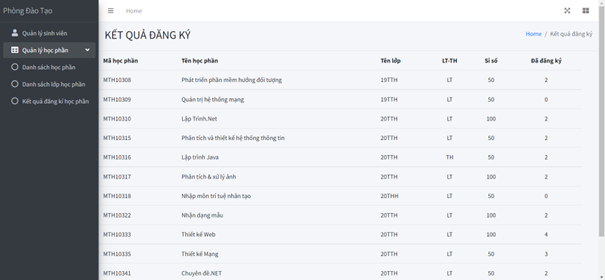 Phòng Đào Tạo
Home
Quản lý sinh viên
Quản lý học phần
Danh sách học phần
Danh sách lớp học phần
Kết quả đăng kí học phần
KẾT QUẢ ĐĂNG KÝ
Home / Kết quả đăng ký
Mã học phần Tên học phần Tên lớp LT-TH Sỉ số Đã đăng ký
MTH10308 Phát triển phần mềm hướng đối tượng 19TTH LT 50 2
MTH10309 Quản trị hệ thống mạng 19TTH LT 50 0
MTH10310 Lập Trình.Net 20TTH LT 100 2
MTH10315 Phân tích và thiết kế hệ thống thông tin 20TTH LT 50 2
MTH10316 Lập trình Java 20TTH TH 50 2
MTH10317 Phân tích & xử lý ảnh 20TTH LT 100 2
MTH10318 Nhập môn trí tuệ nhân tạo 20THH LT 50 0
MTH10322 Nhận dạng mẫu 20TTH LT 100 2
MTH10333 Thiết kế Web 20TTH LT 100 4
MTH10335 Thiết kế Mạng 20TTH LT 50 3
MTH10341 Chuyên đề.NET 20TTH LT 50 2